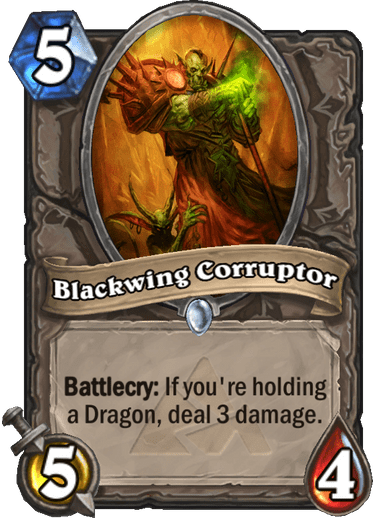 5
Blackwing Corruptor
Battlecry: If you're holding
a Dragon, deal 3 damage.
5
4